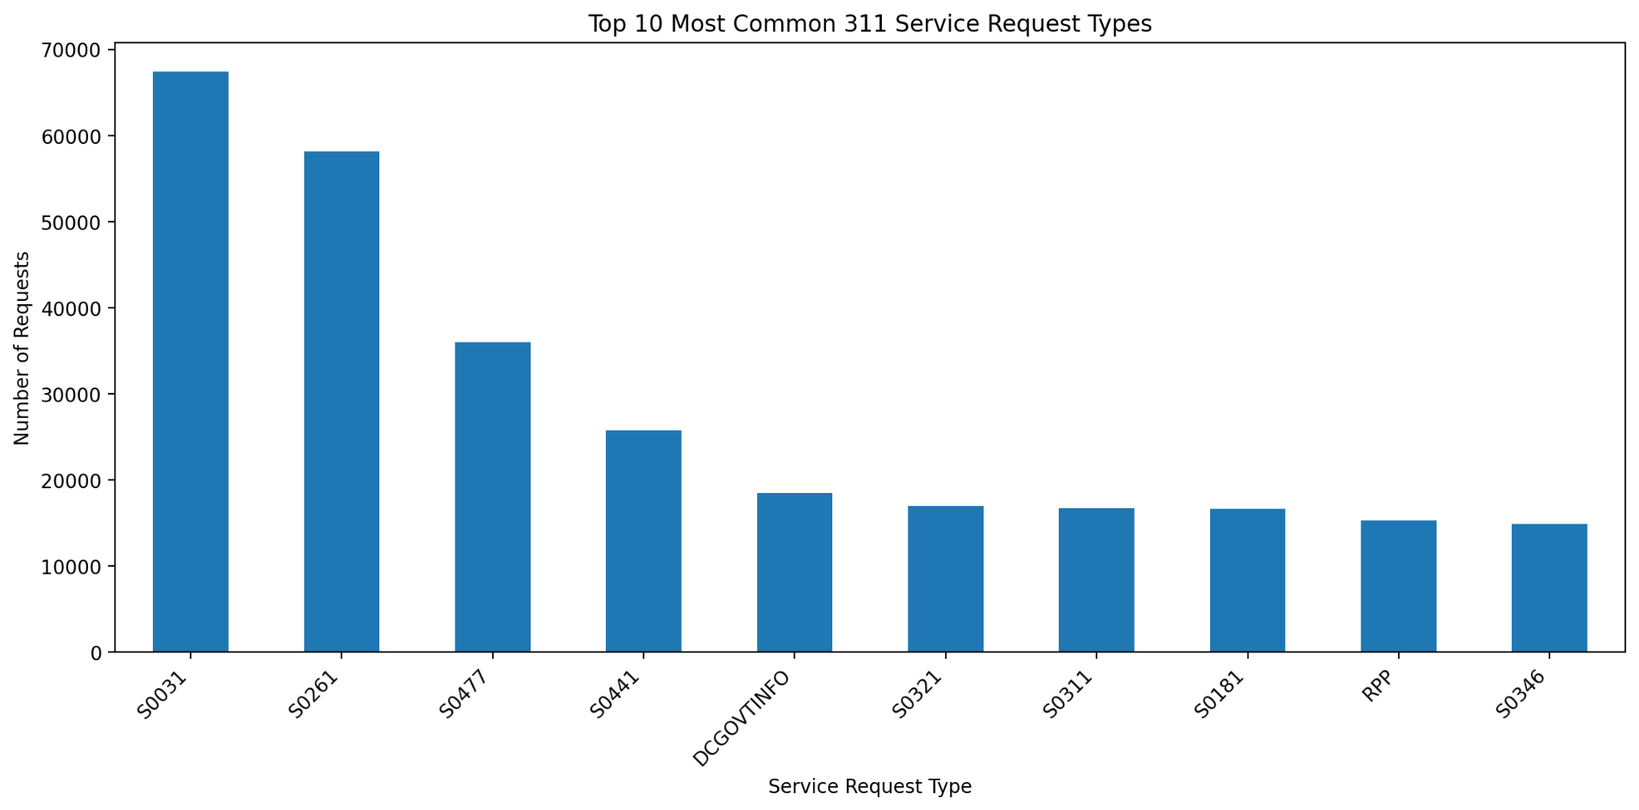 Top 10 Most Common 311 Service Request Types
70000
60000
50000
40000
30000
20000
10000
0
Number of Requests
S0031
S0261
S0477
S0441
DCGOVTINFO
S0321
S0311
S0181
RPP
S0346
Service Request Type